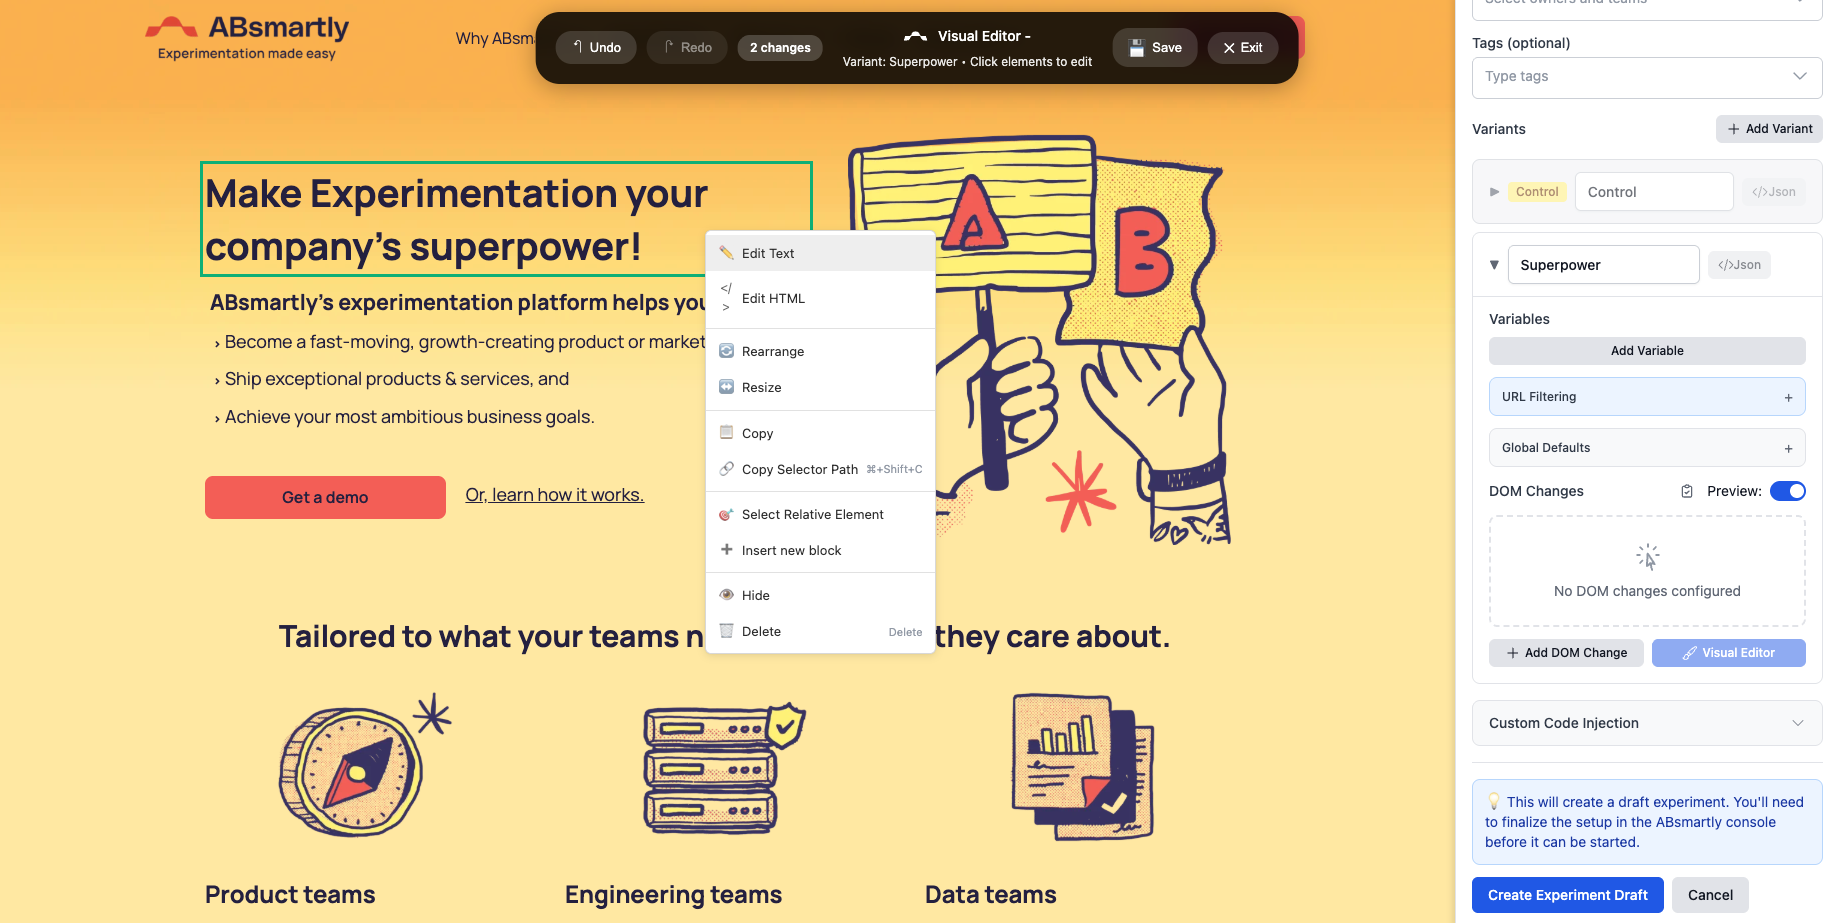 ABsmartly
Experimentation made easy
Why ABsm
Undo
Redo
2 changes
Visual Editor -
Variant: Superpower • Click elements to edit
Save
Exit
Make Experimentation your
company's superpower!
ABsmartly's experimentation platform helps you
› Become a fast-moving, growth-creating product or market
› Ship exceptional products & services, and
› Achieve your most ambitious business goals.
Get a demo
Or, learn how it works.
A
B
Edit Text
</> Edit HTML
Rearrange
Resize
Copy
Copy Selector Path ⌘+Shift+C
Select Relative Element
Insert new block
Hide
Delete Delete
Tailored to what your teams n
they care about.
Product teams
Engineering teams
Data teams
Select owners and teams
Tags (optional)
Type tags
Variants
+ Add Variant
Control
Control
</>Json
Superpower
</>Json
Variables
Add Variable
URL Filtering +
Global Defaults +
DOM Changes
Preview:
No DOM changes configured
+ Add DOM Change
Visual Editor
Custom Code Injection
💡 This will create a draft experiment. You'll need
to finalize the setup in the ABsmartly console
before it can be started.
Create Experiment Draft
Cancel